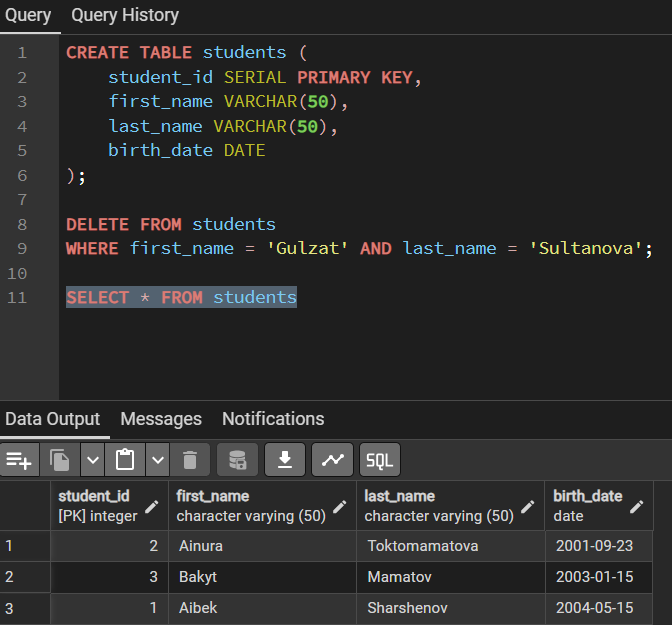 Query Query History
1 CREATE TABLE students (
2 student_id SERIAL PRIMARY KEY,
3 first_name VARCHAR(50),
4 last_name VARCHAR(50),
5 birth_date DATE
6 );
7
8 DELETE FROM students
9 WHERE first_name = 'Gulzat' AND last_name = 'Sultanova';
10
11 SELECT * FROM students
Data Output Messages Notifications
SQL
student_id first_name last_name birth_date
[PK] integer character varying (50) character varying (50) date
1 2 Ainura Toktomamatova 2001-09-23
2 3 Bakyt Mamatov 2003-01-15
3 1 Aibek Sharshenov 2004-05-15